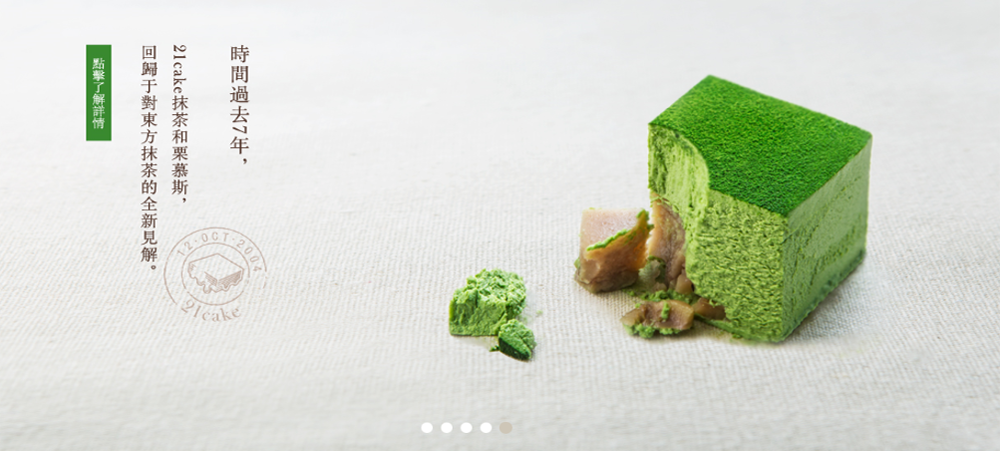 時間過去7年，
21cake抹茶和栗慕斯，
回歸于對東方抹茶的全新見解。
點擊了解詳情
12·OCT·2004
21cake